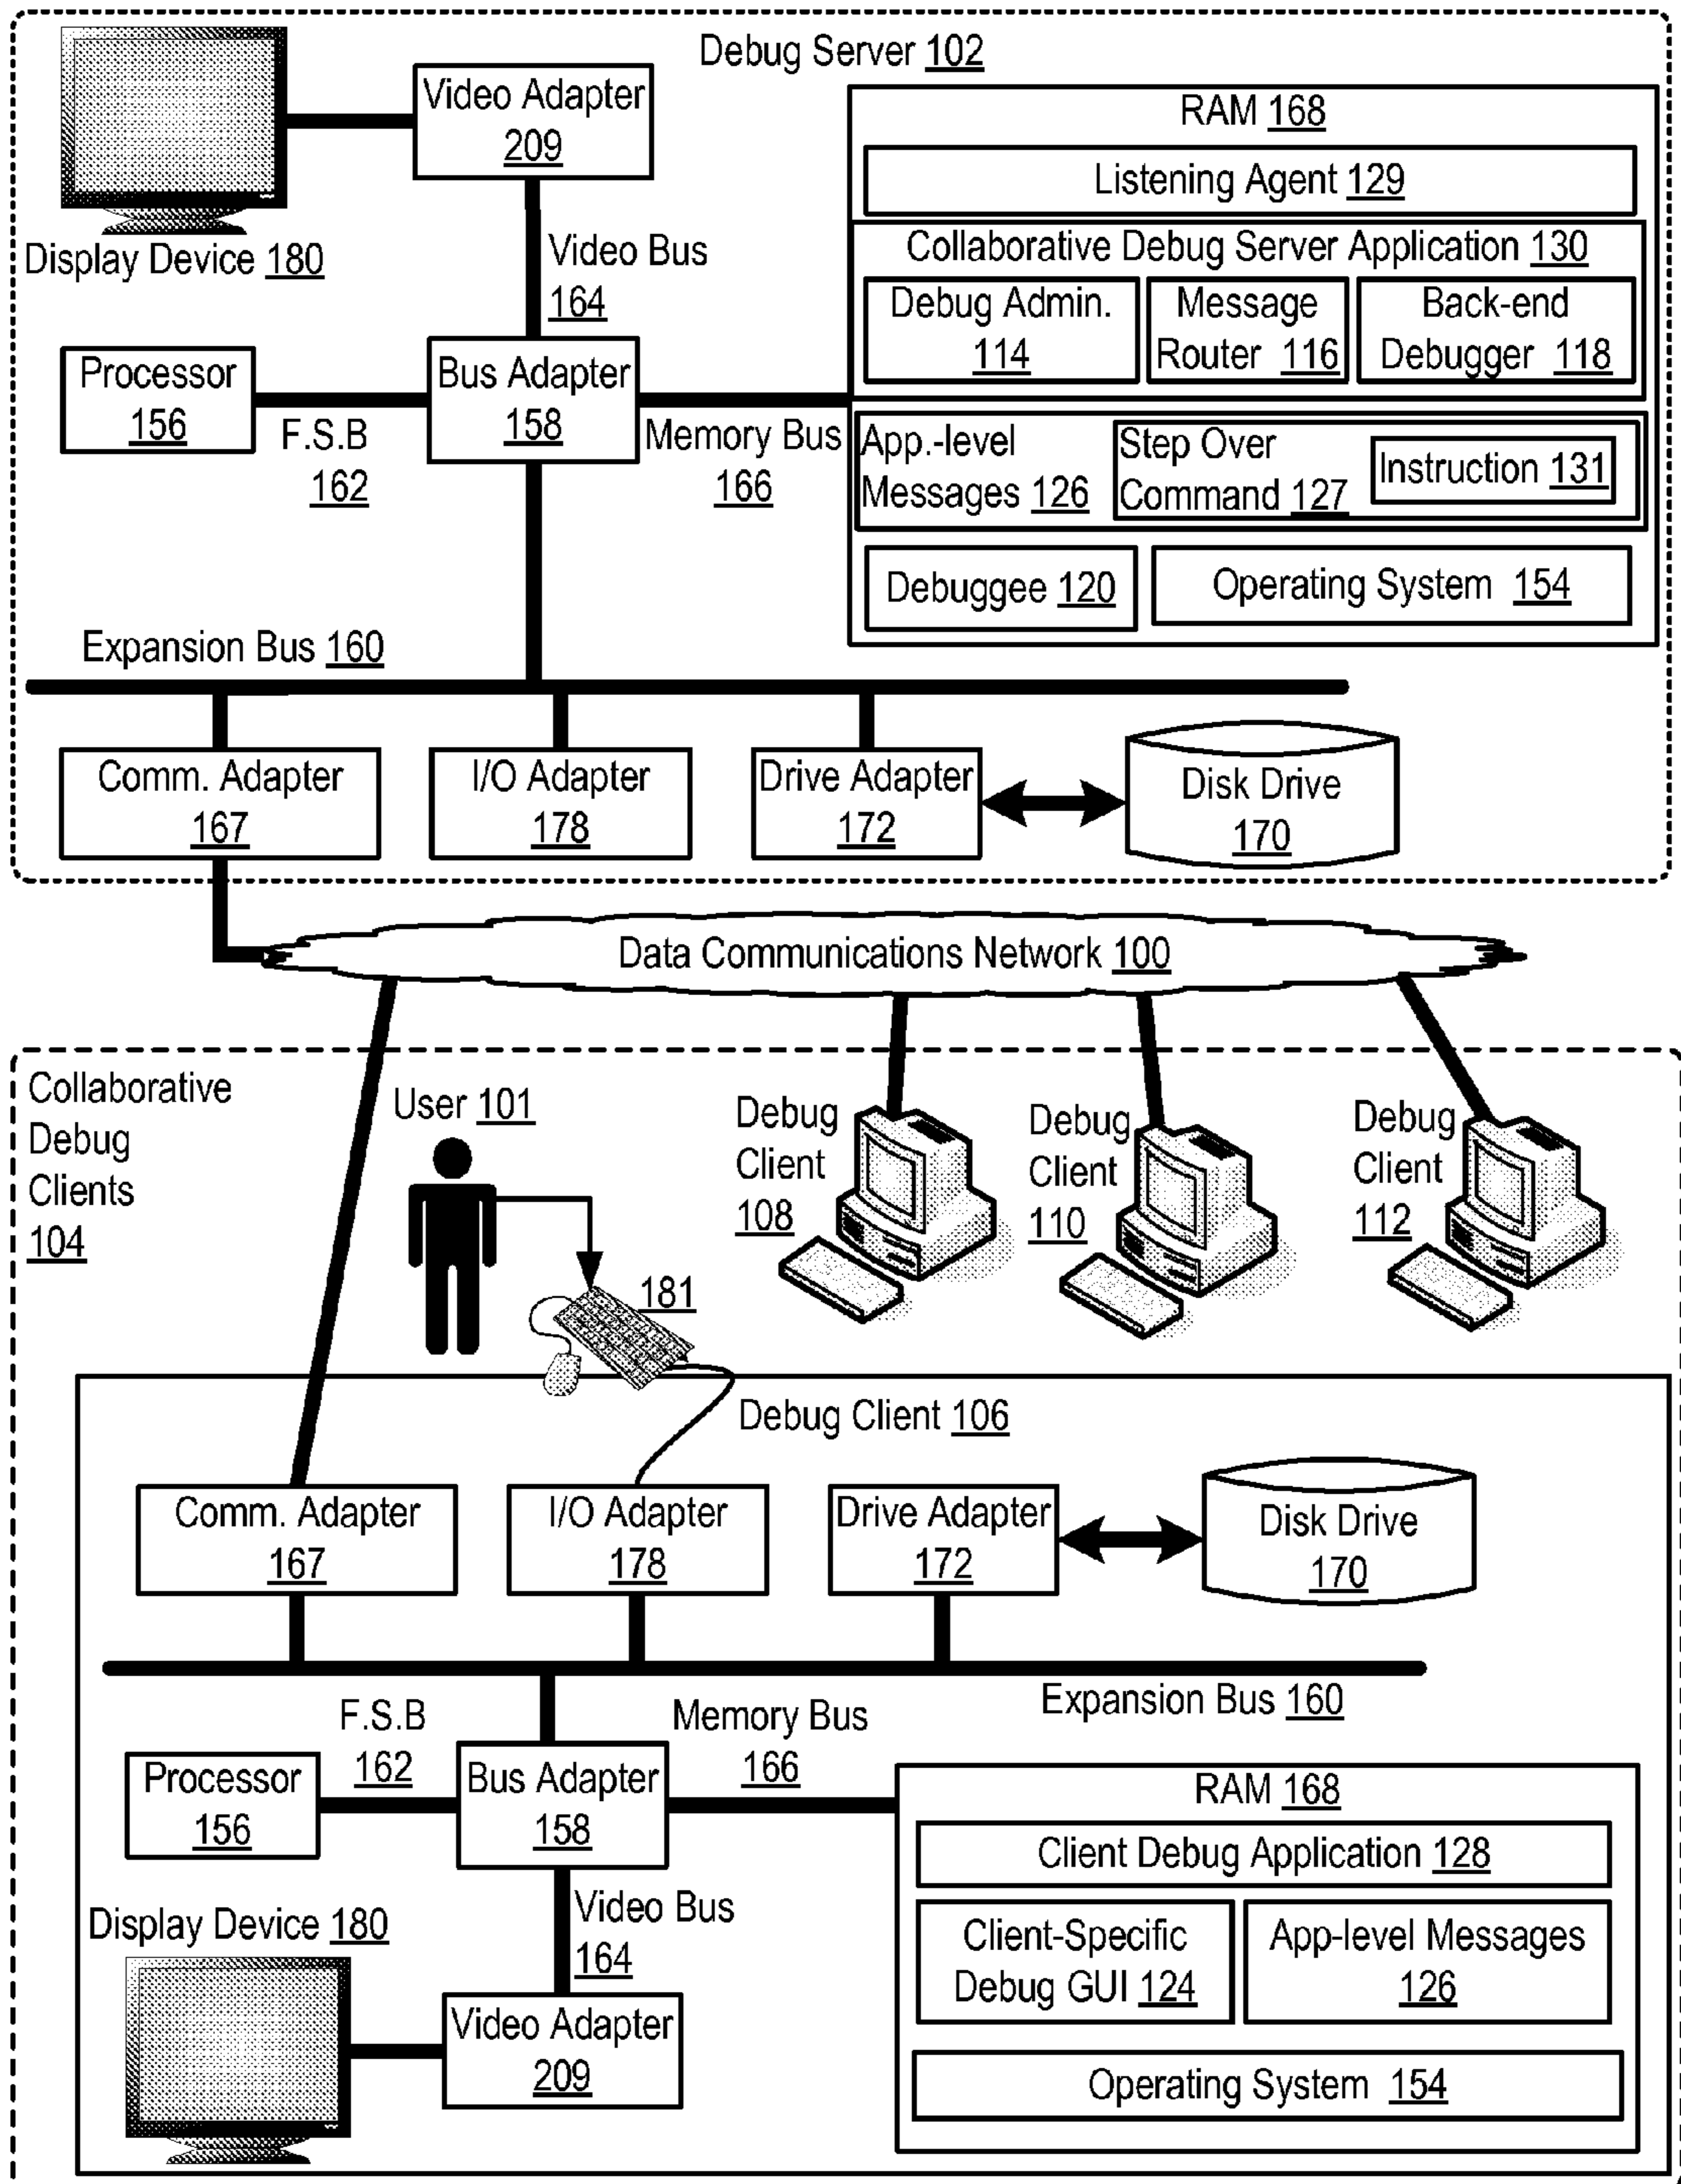 Debug Server 102
Video Adapter
209
Display Device 180
Video Bus
164
Processor
156
F.S.B
162
Bus Adapter
158
Memory Bus
166
RAM 168
Listening Agent 129
Collaborative Debug Server Application 130
Debug Admin.
114
Message
Router 116
Back-end
Debugger 118
App.-level
Messages 126
Step Over
Command 127
Instruction 131
Debuggee 120
Operating System 154
Expansion Bus 160
Comm. Adapter
167
I/O Adapter
178
Drive Adapter
172
Disk Drive
170
Data Communications Network 100
Collaborative
Debug
Clients
104
User 101
181
Debug
Client
108
Debug
Client
110
Debug
Client
112
Debug Client 106
Comm. Adapter
167
I/O Adapter
178
Drive Adapter
172
Disk Drive
170
Expansion Bus 160
F.S.B
162
Memory Bus
166
Processor
156
Bus Adapter
158
Video Bus
164
Display Device 180
Video Adapter
209
RAM 168
Client Debug Application 128
Client-Specific
Debug GUI 124
App-level Messages
126
Operating System 154